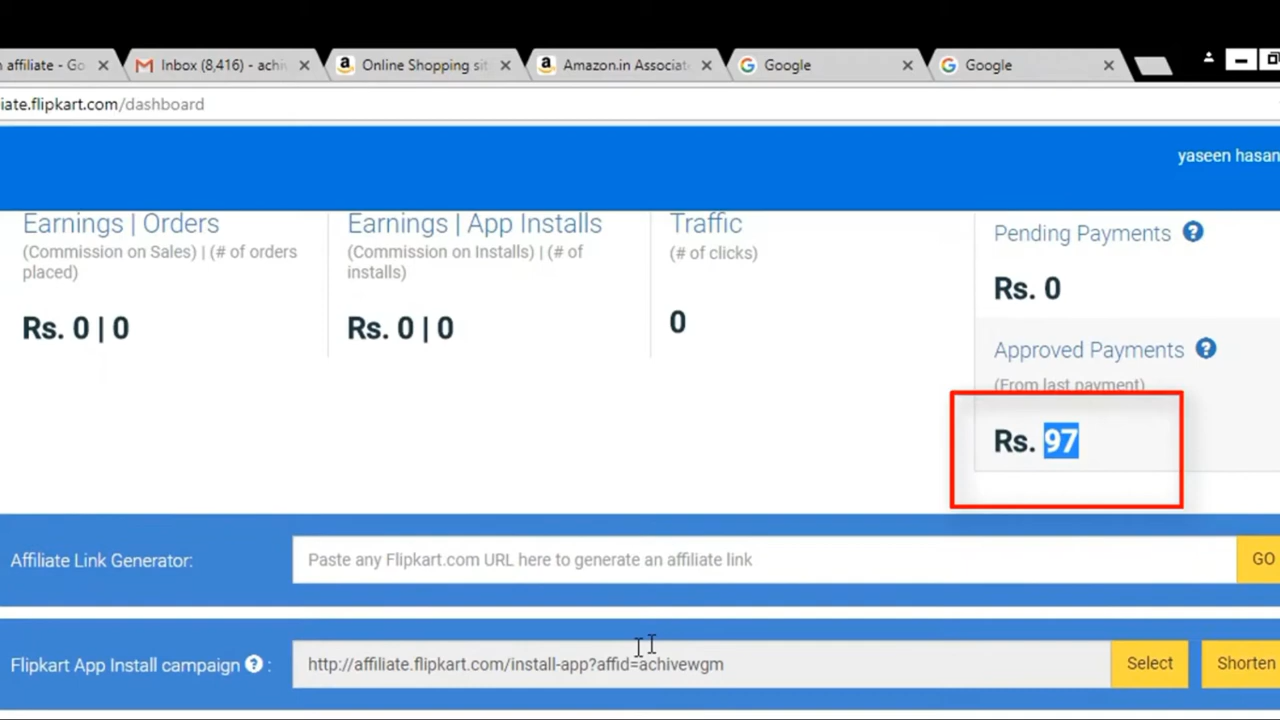 n affiliate - Go
Inbox (8,416) - achi
Online Shopping sit
Amazon.in Associat
Google
Google
iate.flipkart.com/dashboard
yaseen hasan
Earnings | Orders
(Commission on Sales) | (# of orders
placed)
Rs. 0 | 0
Earnings | App Installs
(Commission on Installs) | (# of
installs)
Rs. 0 | 0
Traffic
(# of clicks)
0
Pending Payments ?
Rs. 0
Approved Payments ?
(From last payment)
Rs. 97
Affiliate Link Generator:
Paste any Flipkart.com URL here to generate an affiliate link
GO
Flipkart App Install campaign ? :
http://affiliate.flipkart.com/install-app?affid=achivewgm
Select
Shorten